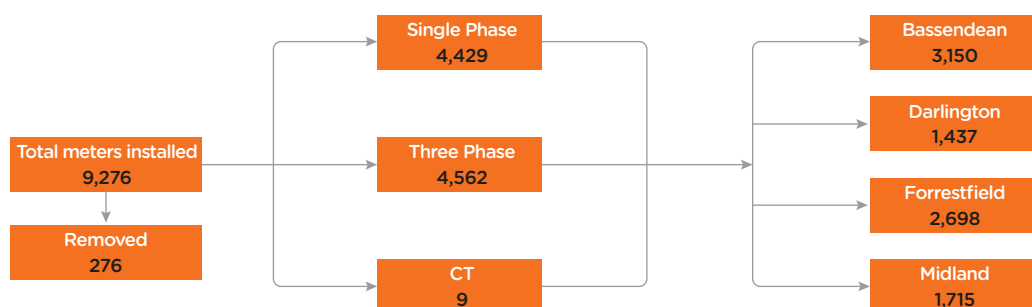 Total meters installed
9,276
Removed
276
Single Phase
4,429
Three Phase
4,562
CT
9
Bassendean
3,150
Darlington
1,437
Forrestfield
2,698
Midland
1,715